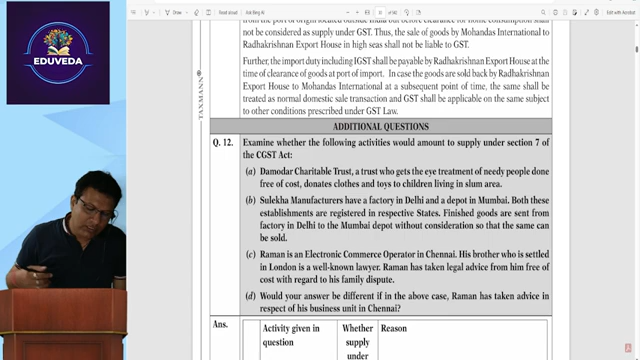 Draw
Read aloud
Ask Bing AI
Edit with Acrobat
EDUVEDA
TAXMANN
from the port of origin located outside India but before clearance for home consumption shall
not be considered as supply under GST. Thus, the sale of goods by Mohandas International to
Radhakrishnan Export House in high seas shall not be liable to GST.
Further, the import duty including IGST shall be payable by Radhakrishnan Export House at the
time of clearance of goods at port of import. In case the goods are sold back by Radhakrishnan
Export House to Mohandas International at a subsequent point of time, the same shall be
treated as normal domestic sale transaction and GST shall be applicable on the same subject
to other conditions prescribed under GST Law.
ADDITIONAL QUESTIONS
Q. 12. Examine whether the following activities would amount to supply under section 7 of
the CGST Act:
(a) Damodar Charitable Trust, a trust who gets the eye treatment of needy people done
free of cost, donates clothes and toys to children living in slum area.
(b) Sulekha Manufacturers have a factory in Delhi and a depot in Mumbai. Both these
establishments are registered in respective States. Finished goods are sent from
factory in Delhi to the Mumbai depot without consideration so that the same can
be sold.
(c) Raman is an Electronic Commerce Operator in Chennai. His brother who is settled
in London is a well-known lawyer. Raman has taken legal advice from him free of
cost with regard to his family dispute.
(d) Would your answer be different if in the above case, Raman has taken advice in
respect of his business unit in Chennai?
Ans.
Activity given in Whether Reason
question supply
under